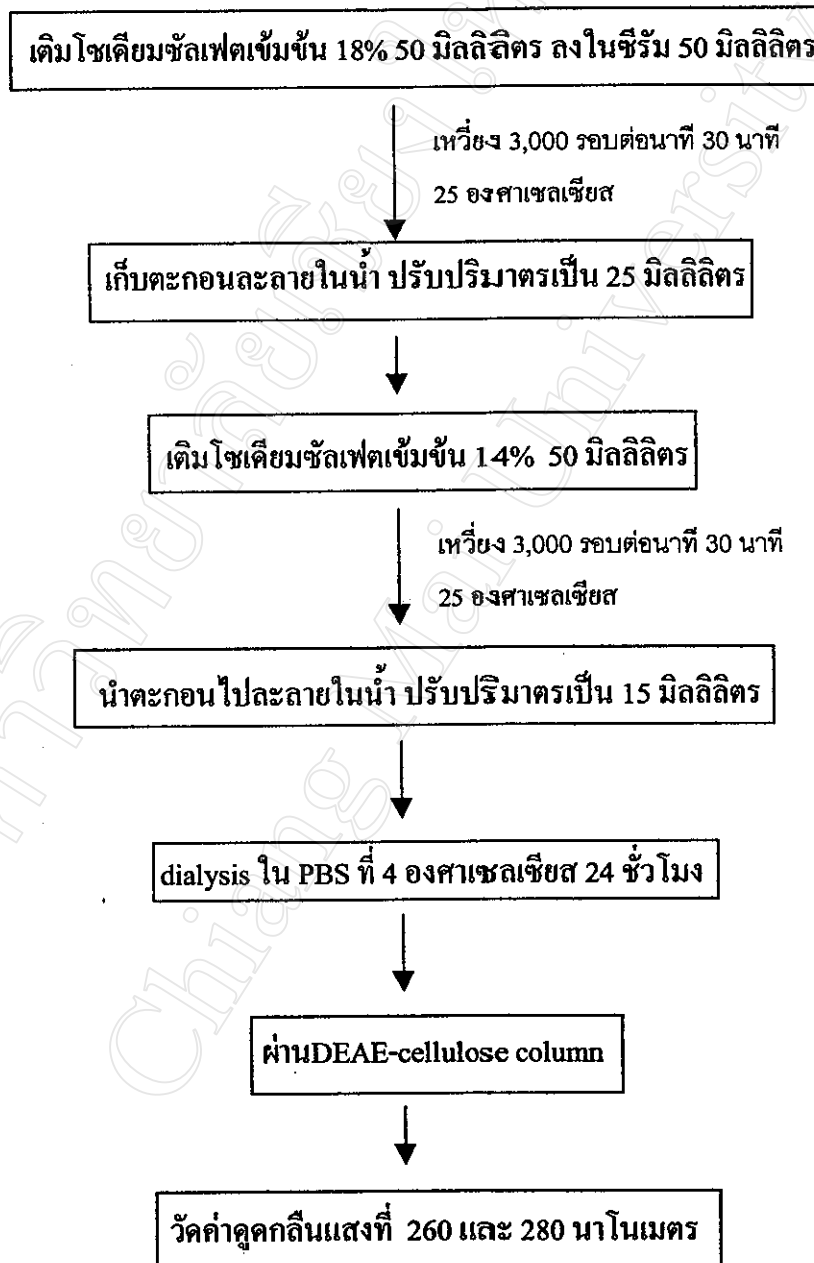 เติมโซเดียมซัลเฟตเข้มข้น 18% 50 มิลลิลิตร ลงในซีรัม 50 มิลลิลิตร
เหวี่ยง 3,000 รอบต่อนาที 30 นาที
25 องศาเซลเซียส
เก็บตะกอนละลายในน้ำ ปรับปริมาตรเป็น 25 มิลลิลิตร
เติมโซเดียมซัลเฟตเข้มข้น 14% 50 มิลลิลิตร
เหวี่ยง 3,000 รอบต่อนาที 30 นาที
25 องศาเซลเซียส
นำตะกอนไปละลายในน้ำ ปรับปริมาตรเป็น 15 มิลลิลิตร
dialysis ใน PBS ที่ 4 องศาเซลเซียส 24 ชั่วโมง
ผ่านDEAE-cellulose column
วัดค่าดูดกลืนแสงที่ 260 และ 280 นาโนเมตร
Chiang Mai University